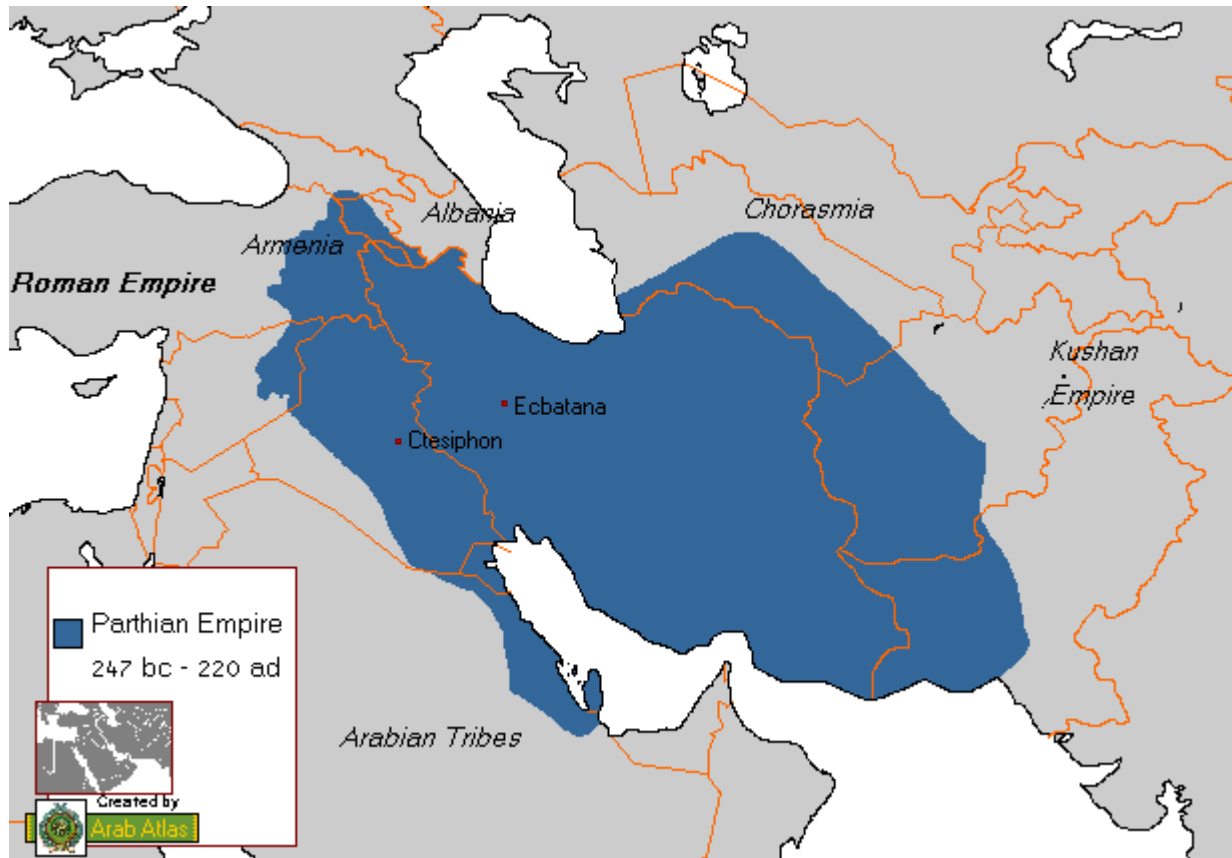 Albania
Chorasmia
Armenia
Roman Empire
Kushan
Empire
Ecbatana
Ctesiphon
Parthian Empire
247 bc - 220 ad
Arabian Tribes
Created by
Arab Atlas